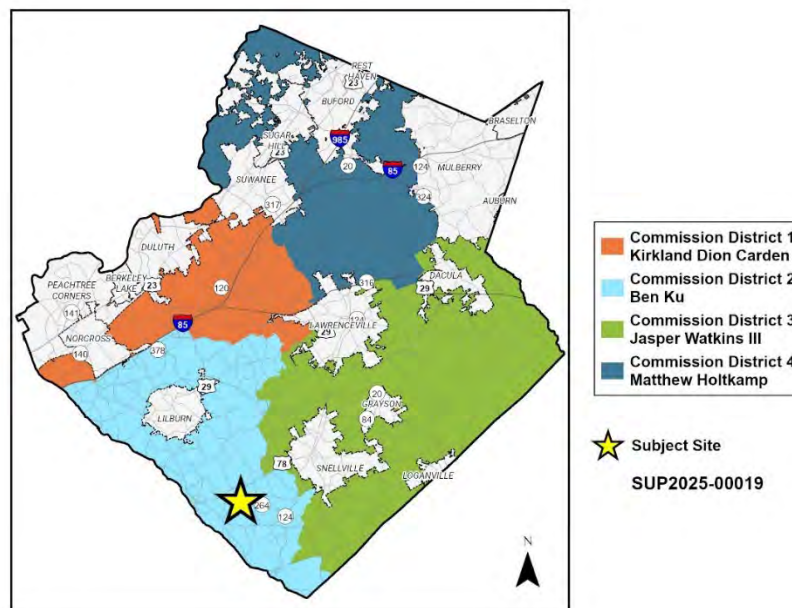 REST
HAVEN
23
BUFORD
BRASELTON
SUGAR
HILL
23
985
20
85
124
MULBERRY
324
AUBURN
SUWANEE
317
DULUTH
BERKELEY
LAKE
23
PEACHTREE
CORNERS
141
NORCROSS
140
120
85
378
316
DACULA
29
124
LAWRENCEVILLE
29
29
LILBURN
20
GRAYSON
84
78
SNELLVILLE
LOGANVILLE
264
124
N
Commission District 1
Kirkland Dion Carden
Commission District 2
Ben Ku
Commission District 3
Jasper Watkins III
Commission District 4
Matthew Holtkamp
Subject Site
SUP2025-00019